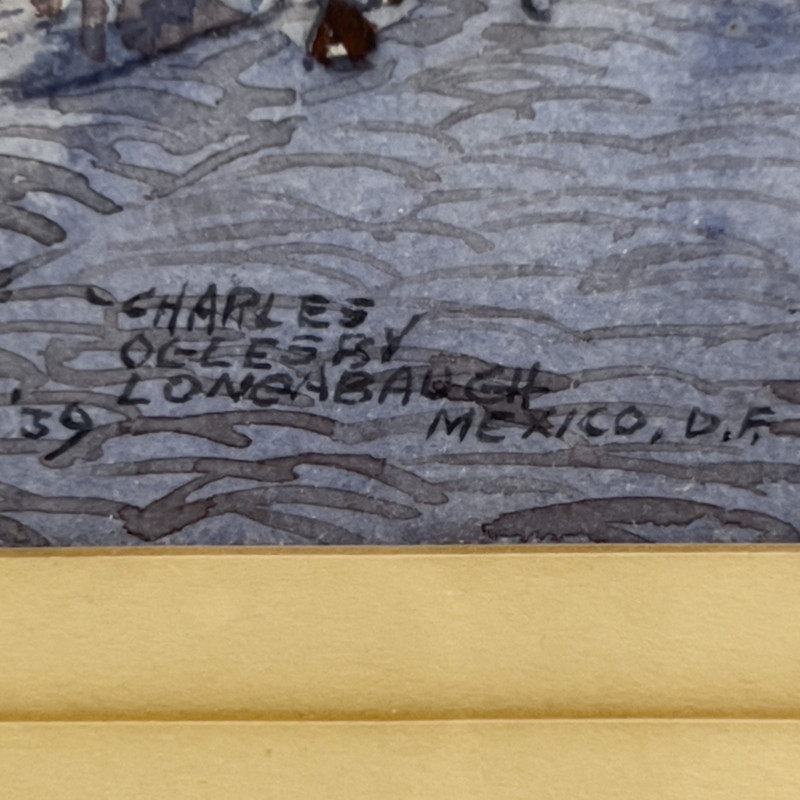 CHARLES
OGLESBY
LONGABAUGH
'39 MEXICO, D.F.